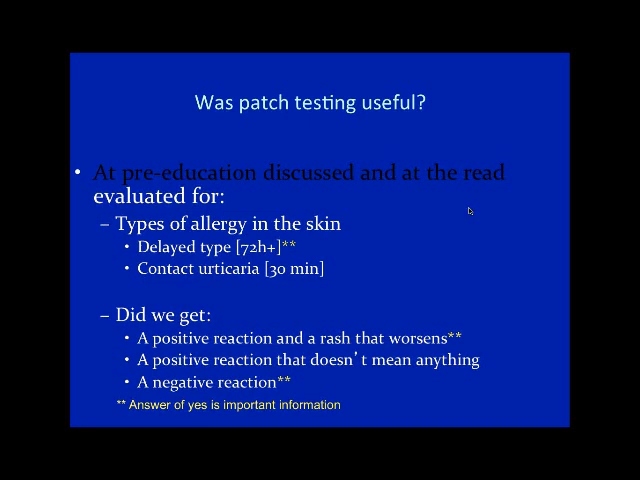 Was patch testing useful?
• At pre-education discussed and at the read
evaluated for:
– Types of allergy in the skin
• Delayed type [72h+]**
• Contact urticaria [30 min]
– Did we get:
• A positive reaction and a rash that worsens**
• A positive reaction that doesn't mean anything
• A negative reaction**
** Answer of yes is important information